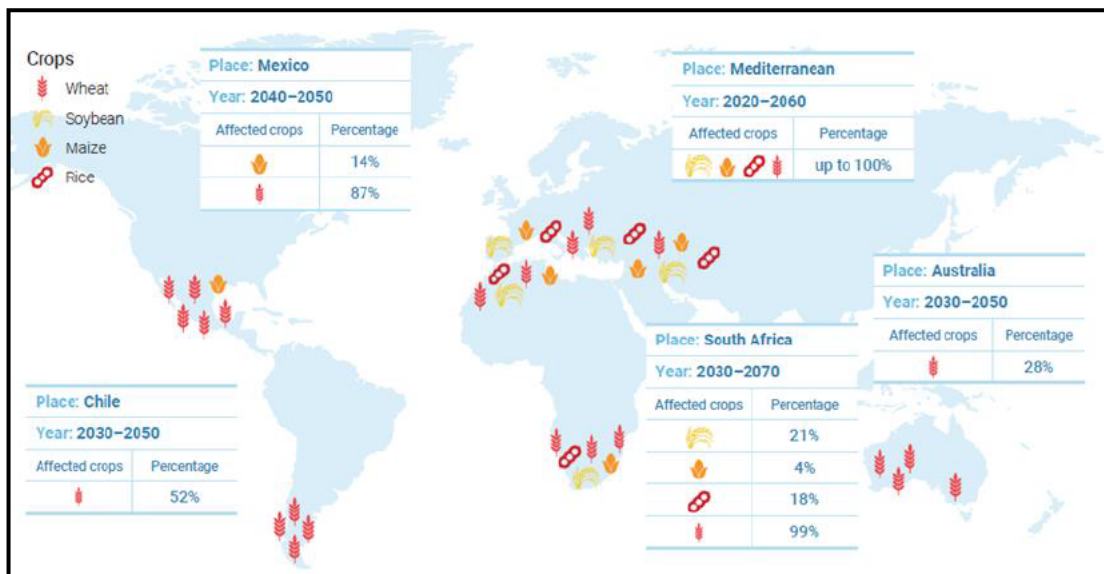 Crops
Wheat
Soybean
Maize
Rice
Place: Mexico
Year: 2040–2050
Affected crops Percentage
14%
87%
Place: Mediterranean
Year: 2020–2060
Affected crops Percentage
up to 100%
Place: Australia
Year: 2030–2050
Affected crops Percentage
28%
Place: South Africa
Year: 2030–2070
Affected crops Percentage
21%
4%
18%
99%
Place: Chile
Year: 2030–2050
Affected crops Percentage
52%